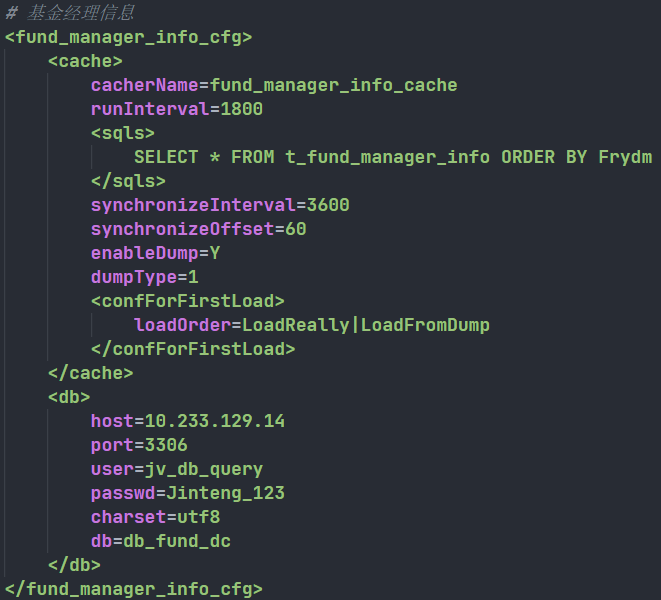 # 基金经理信息
<fund_manager_info_cfg>
<cache>
cacherName=fund_manager_info_cache
runInterval=1800
<sqls>
SELECT * FROM t_fund_manager_info ORDER BY Frydm
</sqls>
synchronizeInterval=3600
synchronizeOffset=60
enableDump=Y
dumpType=1
<confForFirstLoad>
loadOrder=LoadReally|LoadFromDump
</confForFirstLoad>
</cache>
<db>
host=10.233.129.14
port=3306
user=jv_db_query
passwd=Jinteng_123
charset=utf8
db=db_fund_dc
</db>
</fund_manager_info_cfg>